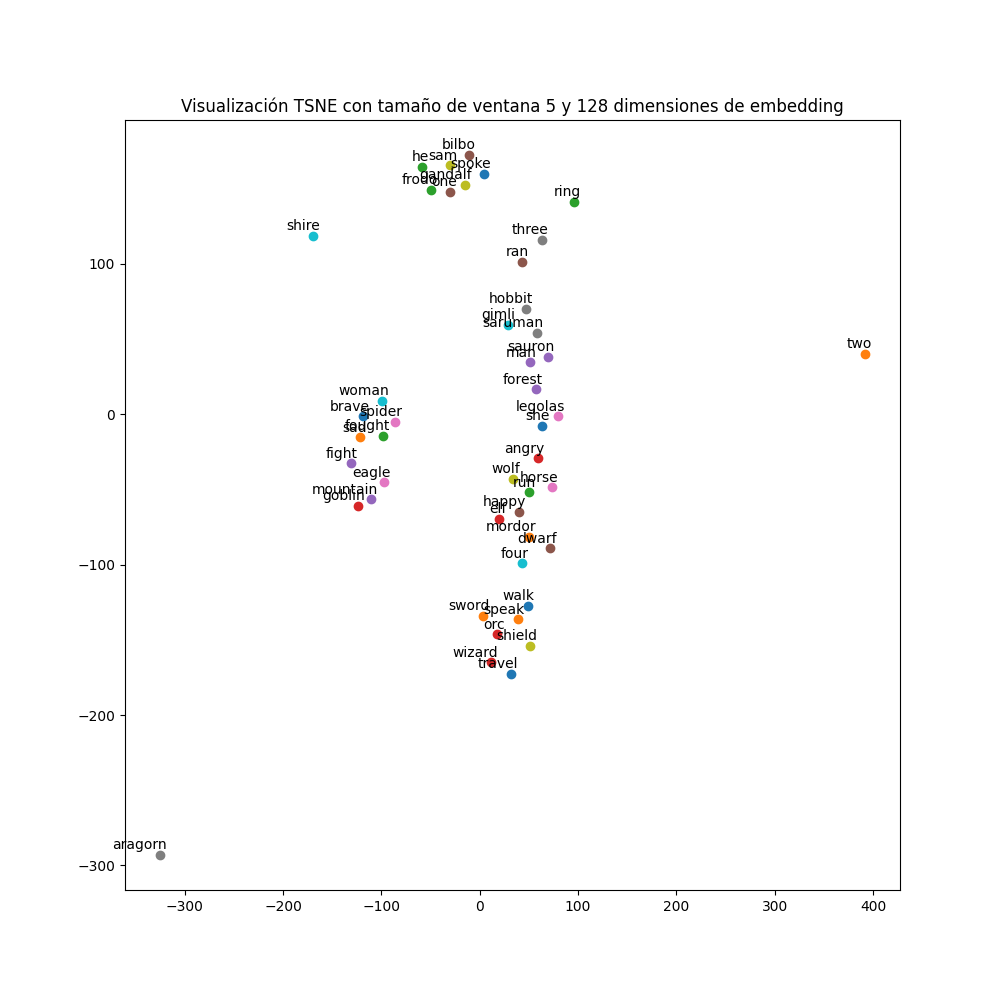 Visualización TSNE con tamaño de ventana 5 y 128 dimensiones de embedding
bilbo
he
sam
spoke
gandalf
frodo
one
ring
shire
three
ran
100
hobbit
gimli
saruman
sauron
man
two
forest
woman
0
brave
spider
legolas
she
sad
fought
angry
fight
wolf
eagle
horse
run
mountain
goblin
happy
elf
mordor
dwarf
four
−100
walk
sword
speak
orc
shield
wizard
travel
−200
aragorn
−300
−300
−200
−100
0
100
200
300
400